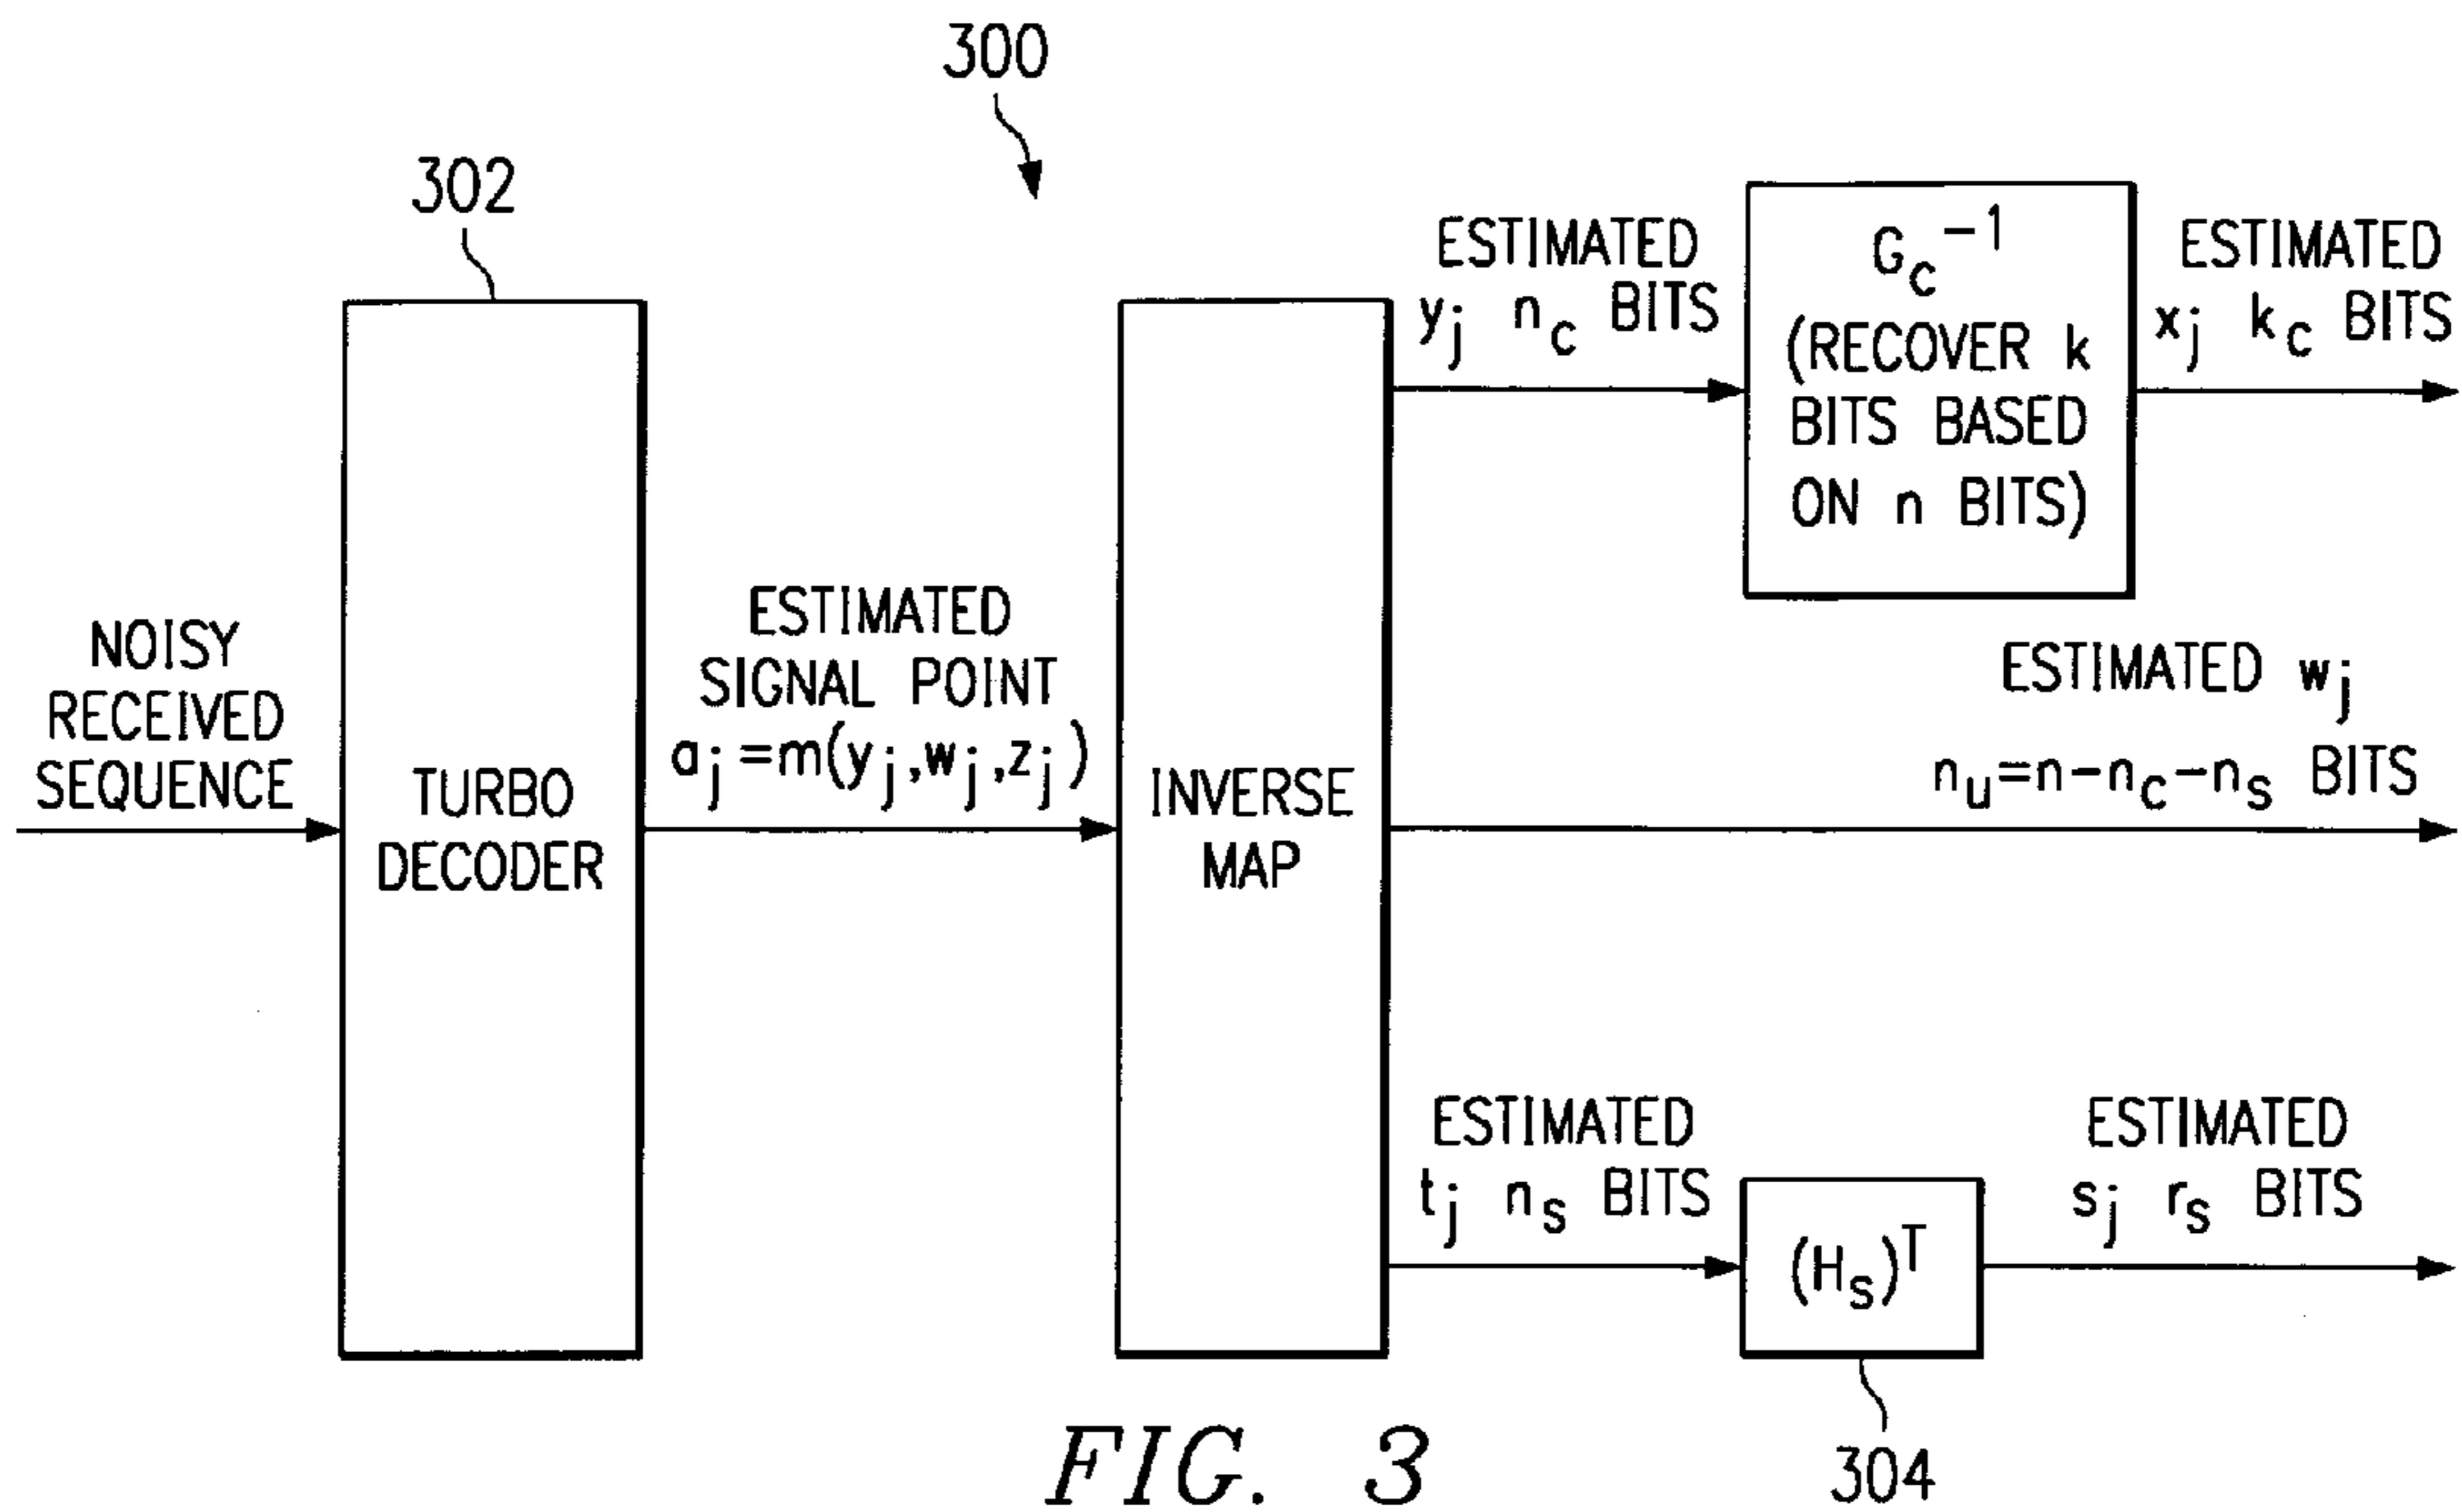 300
302
NOISY
RECEIVED
SEQUENCE
TURBO
DECODER
ESTIMATED
SIGNAL POINT
a_j=m(y_j,w_j,z_j)
INVERSE
MAP
ESTIMATED
y_j n_c BITS
G_c^-1
(RECOVER k
BITS BASED
ON n BITS)
ESTIMATED
x_j k_c BITS
ESTIMATED w_j
n_u=n-n_c-n_s BITS
ESTIMATED
t_j n_s BITS
(H_s)^T
ESTIMATED
s_j r_s BITS
304
FIG. 3